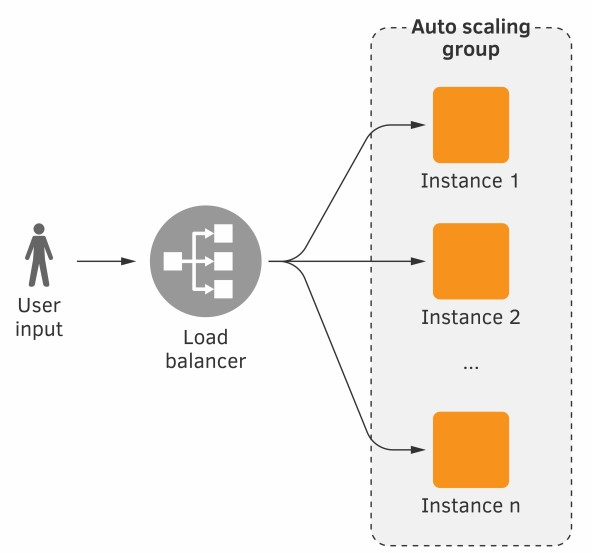 Auto scaling
group
Instance 1
User
input
Load
balancer
Instance 2
...
Instance n